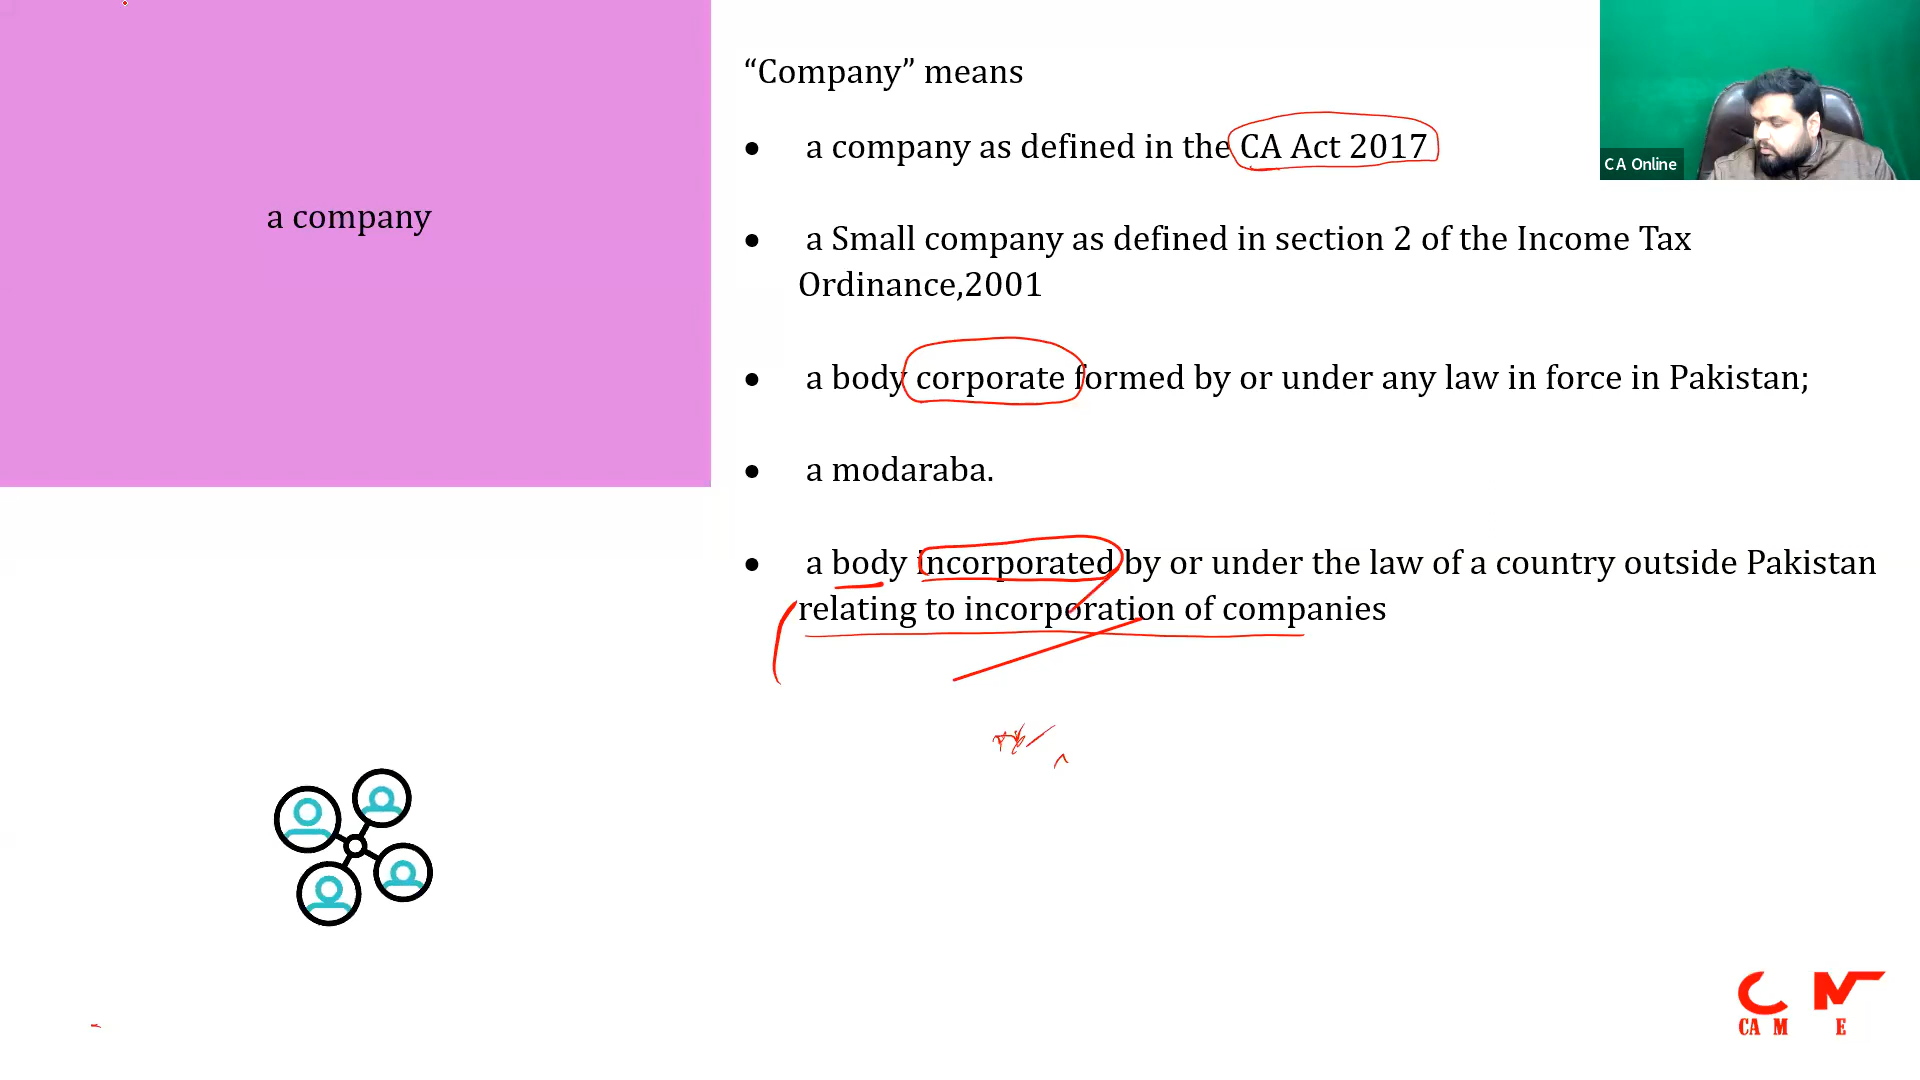 a company
“Company” means
• a company as defined in the CA Act 2017
• a Small company as defined in section 2 of the Income Tax
Ordinance,2001
• a body corporate formed by or under any law in force in Pakistan;
• a modaraba.
• a body incorporated by or under the law of a country outside Pakistan
relating to incorporation of companies
C A Online
CA M E